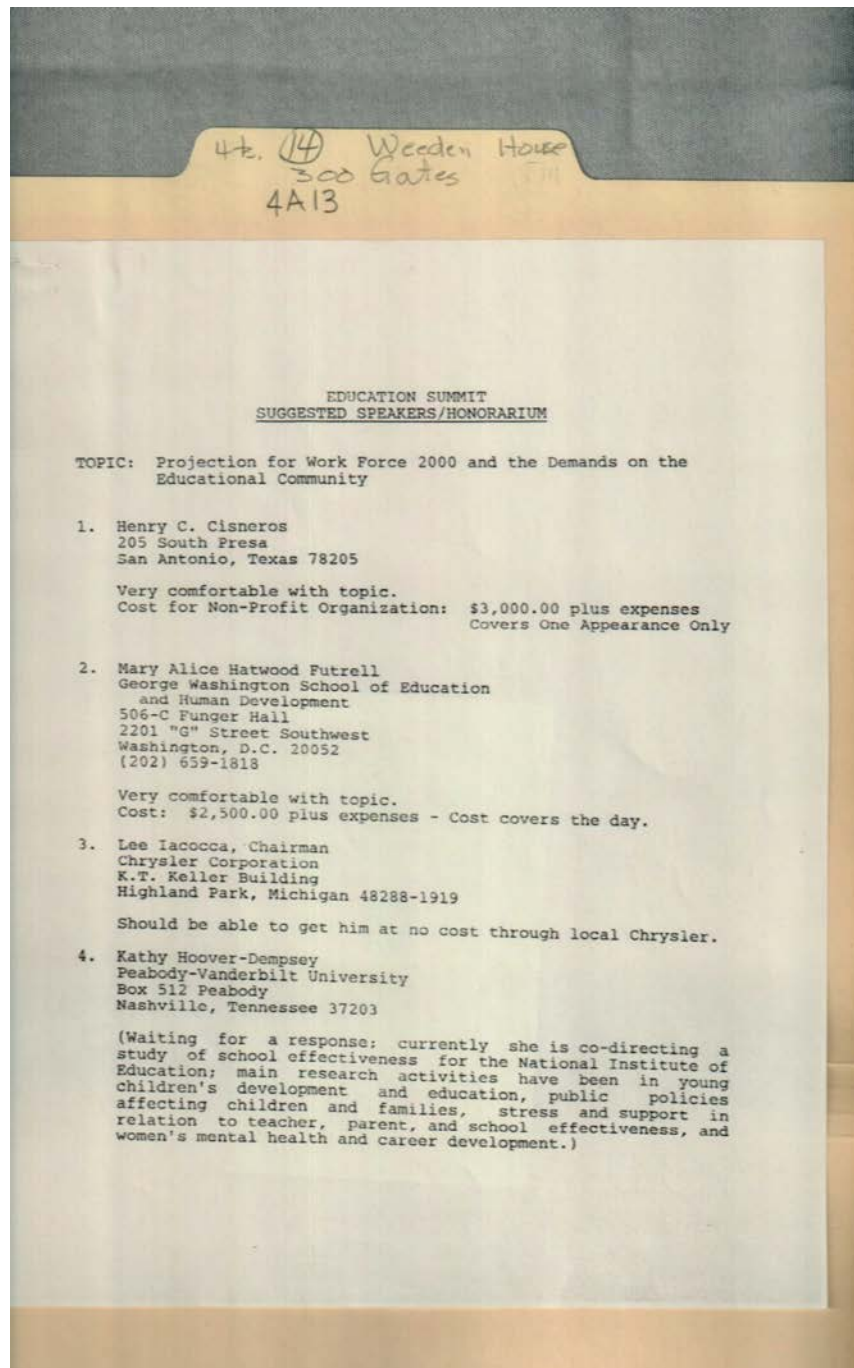 4t. (14) Weeden House
300 Gates
4A13
EDUCATION SUMMIT
SUGGESTED SPEAKERS/HONORARIUM
TOPIC: Projection for Work Force 2000 and the Demands on the
Educational Community
1. Henry C. Cisneros
205 South Presa
San Antonio, Texas 78205
Very comfortable with topic.
Cost for Non-Profit Organization: $3,000.00 plus expenses
Covers One Appearance Only
2. Mary Alice Hatwood Futrell
George Washington School of Education
and Human Development
506-C Funger Hall
2201 "G" Street Southwest
Washington, D.C. 20052
(202) 659-1818
Very comfortable with topic.
Cost: $2,500.00 plus expenses - Cost covers the day.
3. Lee Iacocca, Chairman
Chrysler Corporation
K.T. Keller Building
Highland Park, Michigan 48288-1919
Should be able to get him at no cost through local Chrysler.
4. Kathy Hoover-Dempsey
Peabody-Vanderbilt University
Box 512 Peabody
Nashville, Tennessee 37203
(Waiting for a response; currently she is co-directing a
study of school effectiveness for the National Institute of
Education; main research activities have been in young
children's development and education, public policies
affecting children and families, stress and support in
relation to teacher, parent, and school effectiveness, and
women's mental health and career development.)